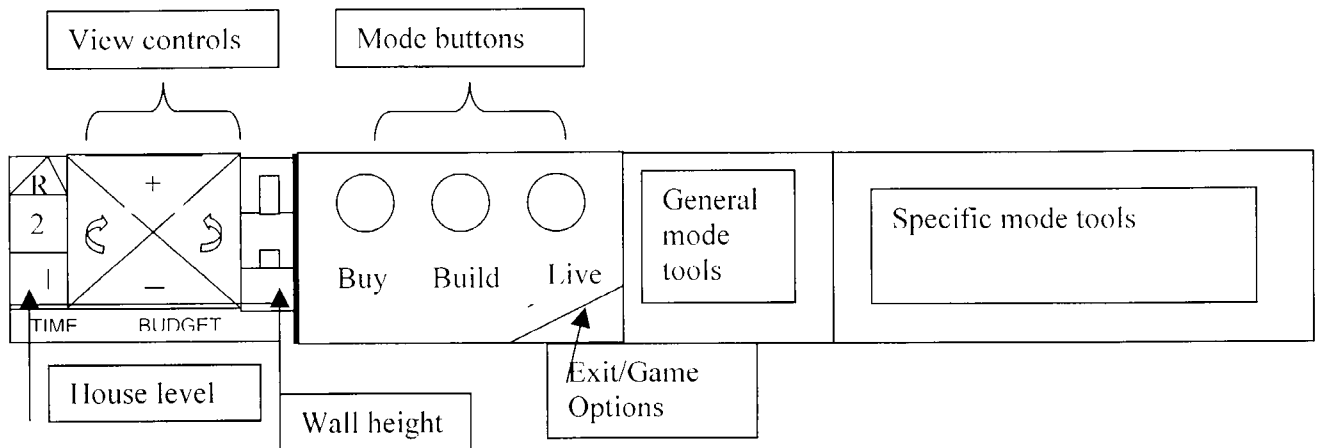 View controls
Mode buttons
R
+
2
1
−
Buy Build Live
General
mode
tools
Specific mode tools
TIME BUDGET
House level
Wall height
Exit/Game
Options